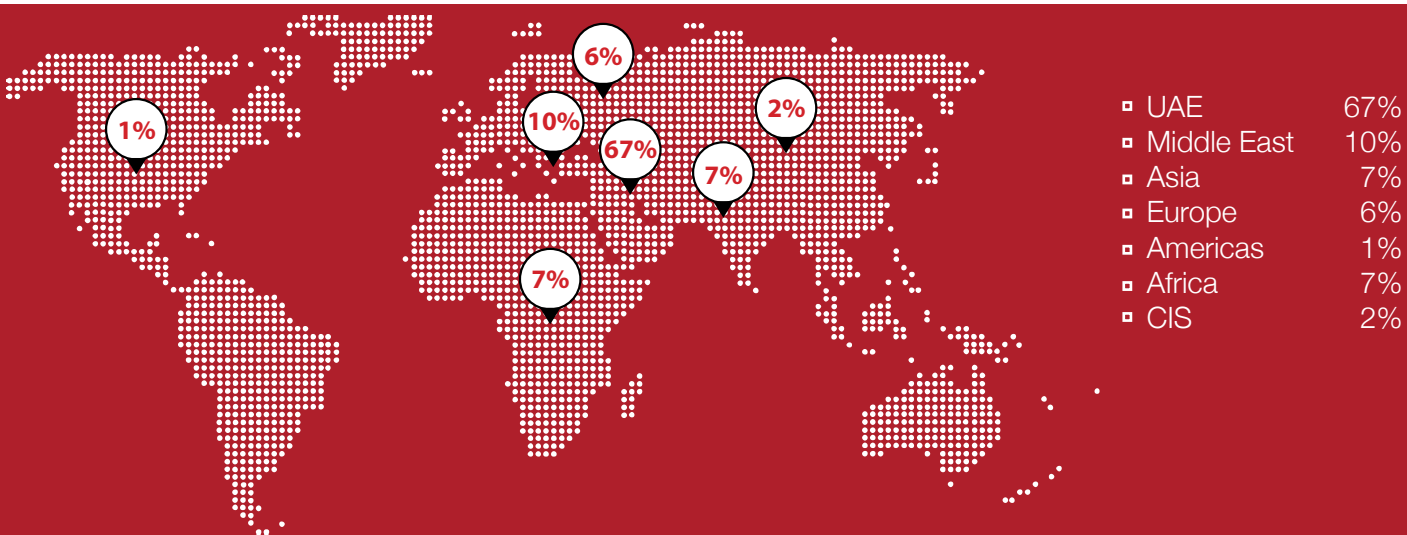 6%
2%
10%
1%
67%
7%
7%
UAE 67%
Middle East 10%
Asia 7%
Europe 6%
Americas 1%
Africa 7%
CIS 2%